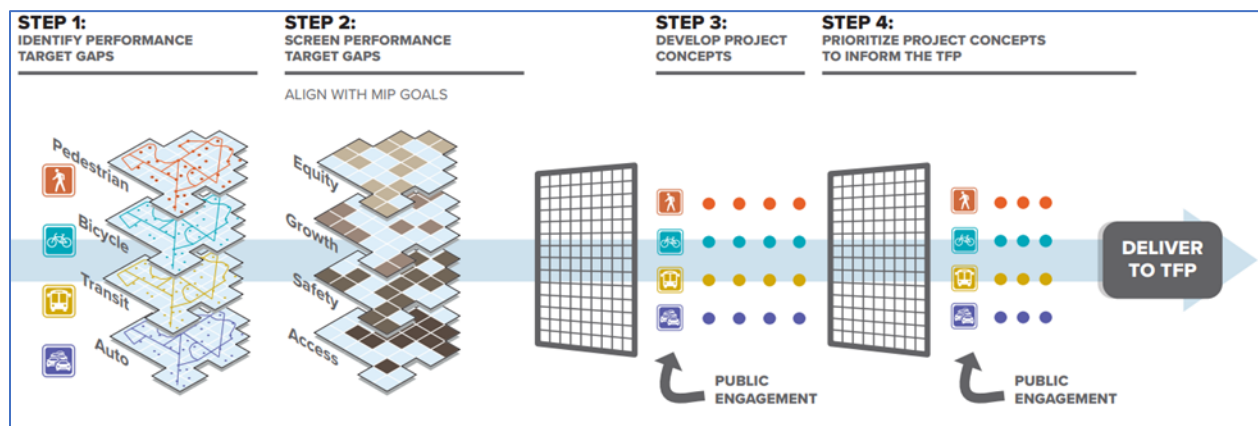 STEP 1:
IDENTIFY PERFORMANCE
TARGET GAPS
STEP 2:
SCREEN PERFORMANCE
TARGET GAPS
ALIGN WITH MIP GOALS
STEP 3:
DEVELOP PROJECT
CONCEPTS
STEP 4:
PRIORITIZE PROJECT CONCEPTS
TO INFORM THE TFP
Pedestrian
Bicycle
Transit
Auto
Equity
Growth
Safety
Access
PUBLIC
ENGAGEMENT
PUBLIC
ENGAGEMENT
DELIVER
TO TFP